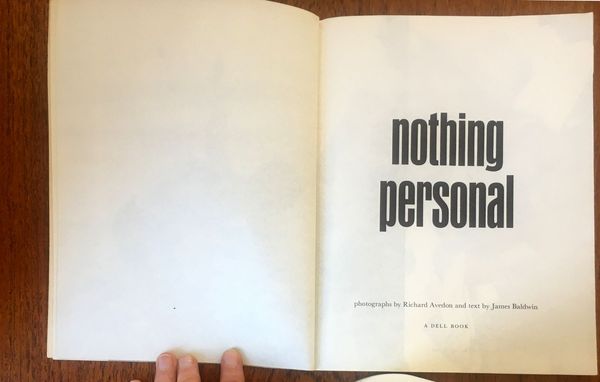 nothing
personal
photographs by Richard Avedon and text by James Baldwin
A DELL BOOK